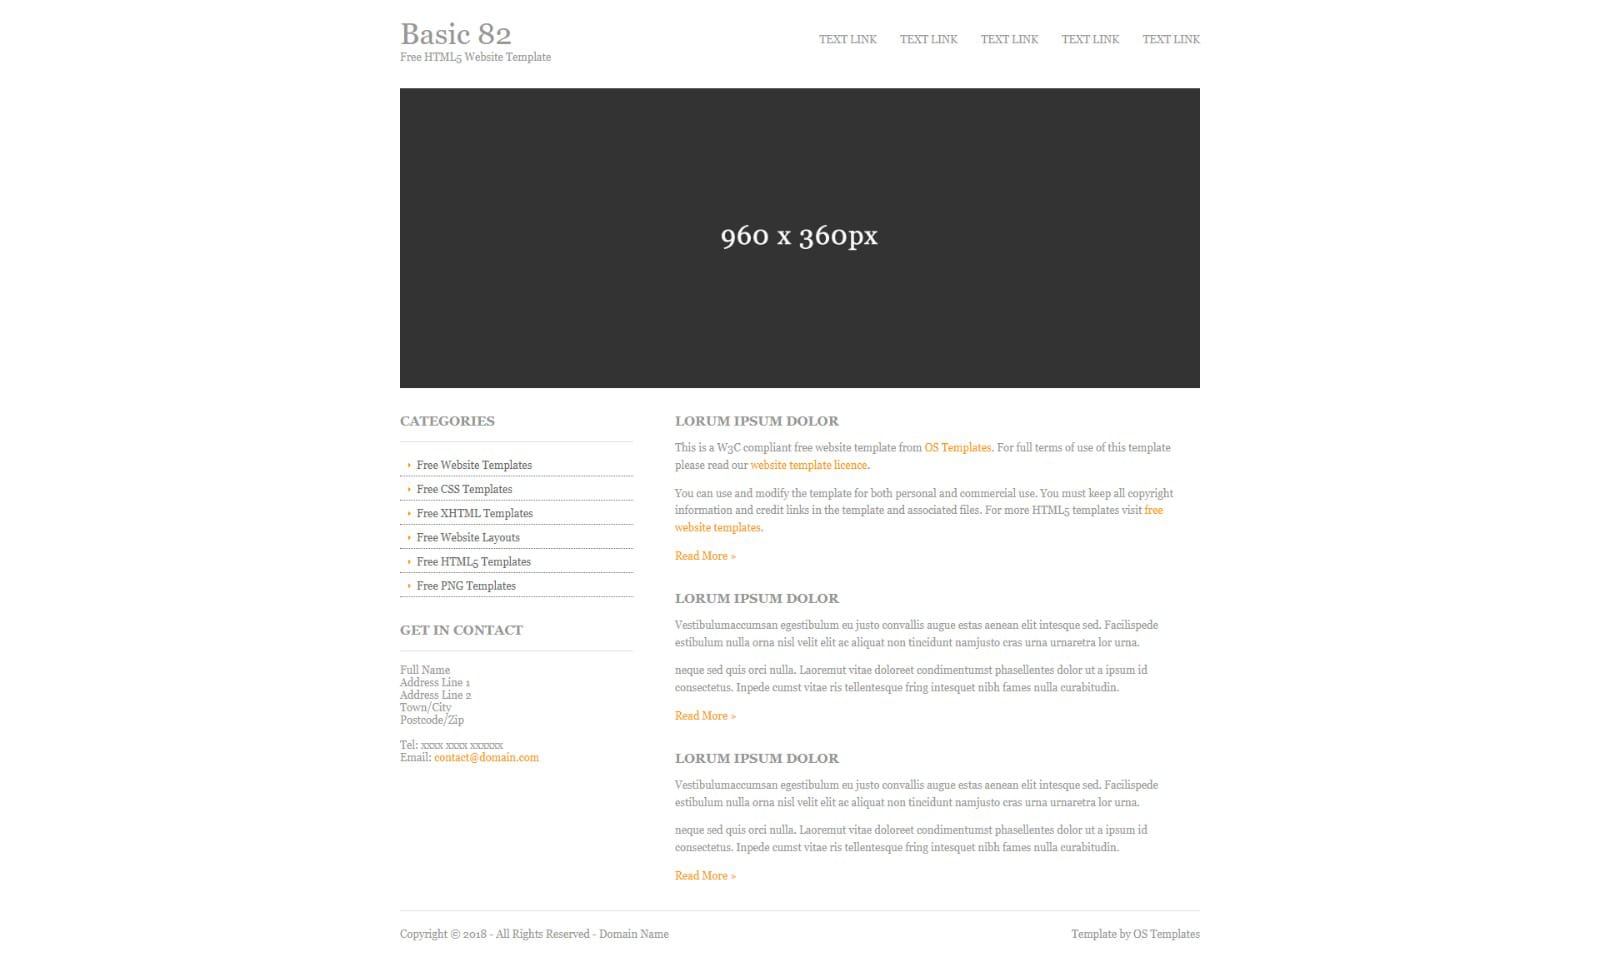 Basic 82
Free HTML5 Website Template
TEXT LINK TEXT LINK TEXT LINK TEXT LINK TEXT LINK
960 x 360px
CATEGORIES
Free Website Templates
Free CSS Templates
Free XHTML Templates
Free Website Layouts
Free HTML5 Templates
Free PNG Templates
GET IN CONTACT
Full Name
Address Line 1
Address Line 2
Town/City
Postcode/Zip
Tel: xxxx xxxx xxxxxx
Email: contact@domain.com
LORUM IPSUM DOLOR
This is a W3C compliant free website template from OS Templates. For full terms of use of this template
please read our website template licence.
You can use and modify the template for both personal and commercial use. You must keep all copyright
information and credit links in the template and associated files. For more HTML5 templates visit free
website templates.
Read More »
LORUM IPSUM DOLOR
Vestibulumaccumsan egestibulum eu justo convallis augue estas aenean elit intesque sed. Facilispede
estibulum nulla orna nisl velit elit ac aliquat non tincidunt namjusto cras urna urnaretra lor urna.
neque sed quis orci nulla. Laoremut vitae doloreet condimentumst phasellentes dolor ut a ipsum id
consectetus. Inpede cumst vitae ris tellentesque fring intesquet nibh fames nulla curabitudin.
Read More »
LORUM IPSUM DOLOR
Vestibulumaccumsan egestibulum eu justo convallis augue estas aenean elit intesque sed. Facilispede
estibulum nulla orna nisl velit elit ac aliquat non tincidunt namjusto cras urna urnaretra lor urna.
neque sed quis orci nulla. Laoremut vitae doloreet condimentumst phasellentes dolor ut a ipsum id
consectetus. Inpede cumst vitae ris tellentesque fring intesquet nibh fames nulla curabitudin.
Read More »
Copyright © 2018 - All Rights Reserved - Domain Name
Template by OS Templates